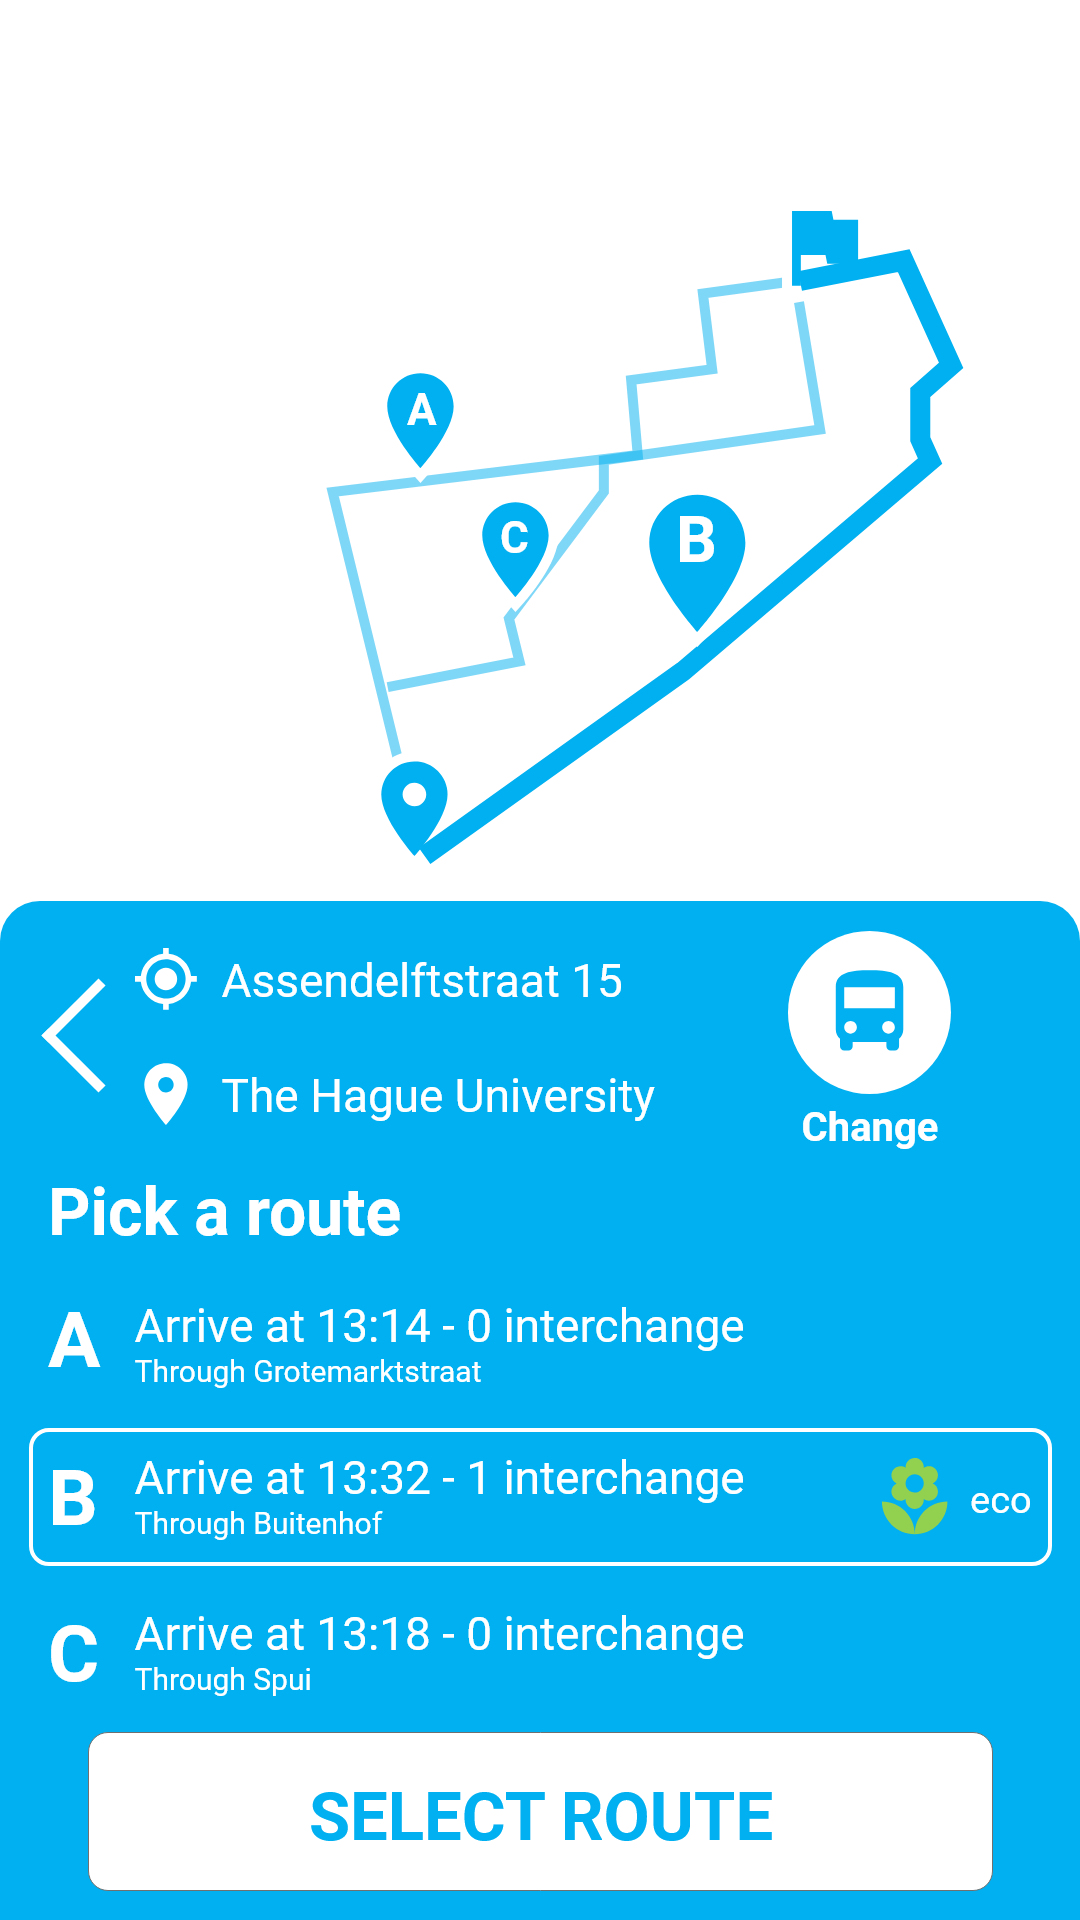 A
C
B
Assendelftstraat 15
The Hague University
Change
Pick a route
A
Arrive at 13:14 - 0 interchange
Through Grotemarktstraat
B
Arrive at 13:32 - 1 interchange
Through Buitenhof
eco
C
Arrive at 13:18 - 0 interchange
Through Spui
SELECT ROUTE